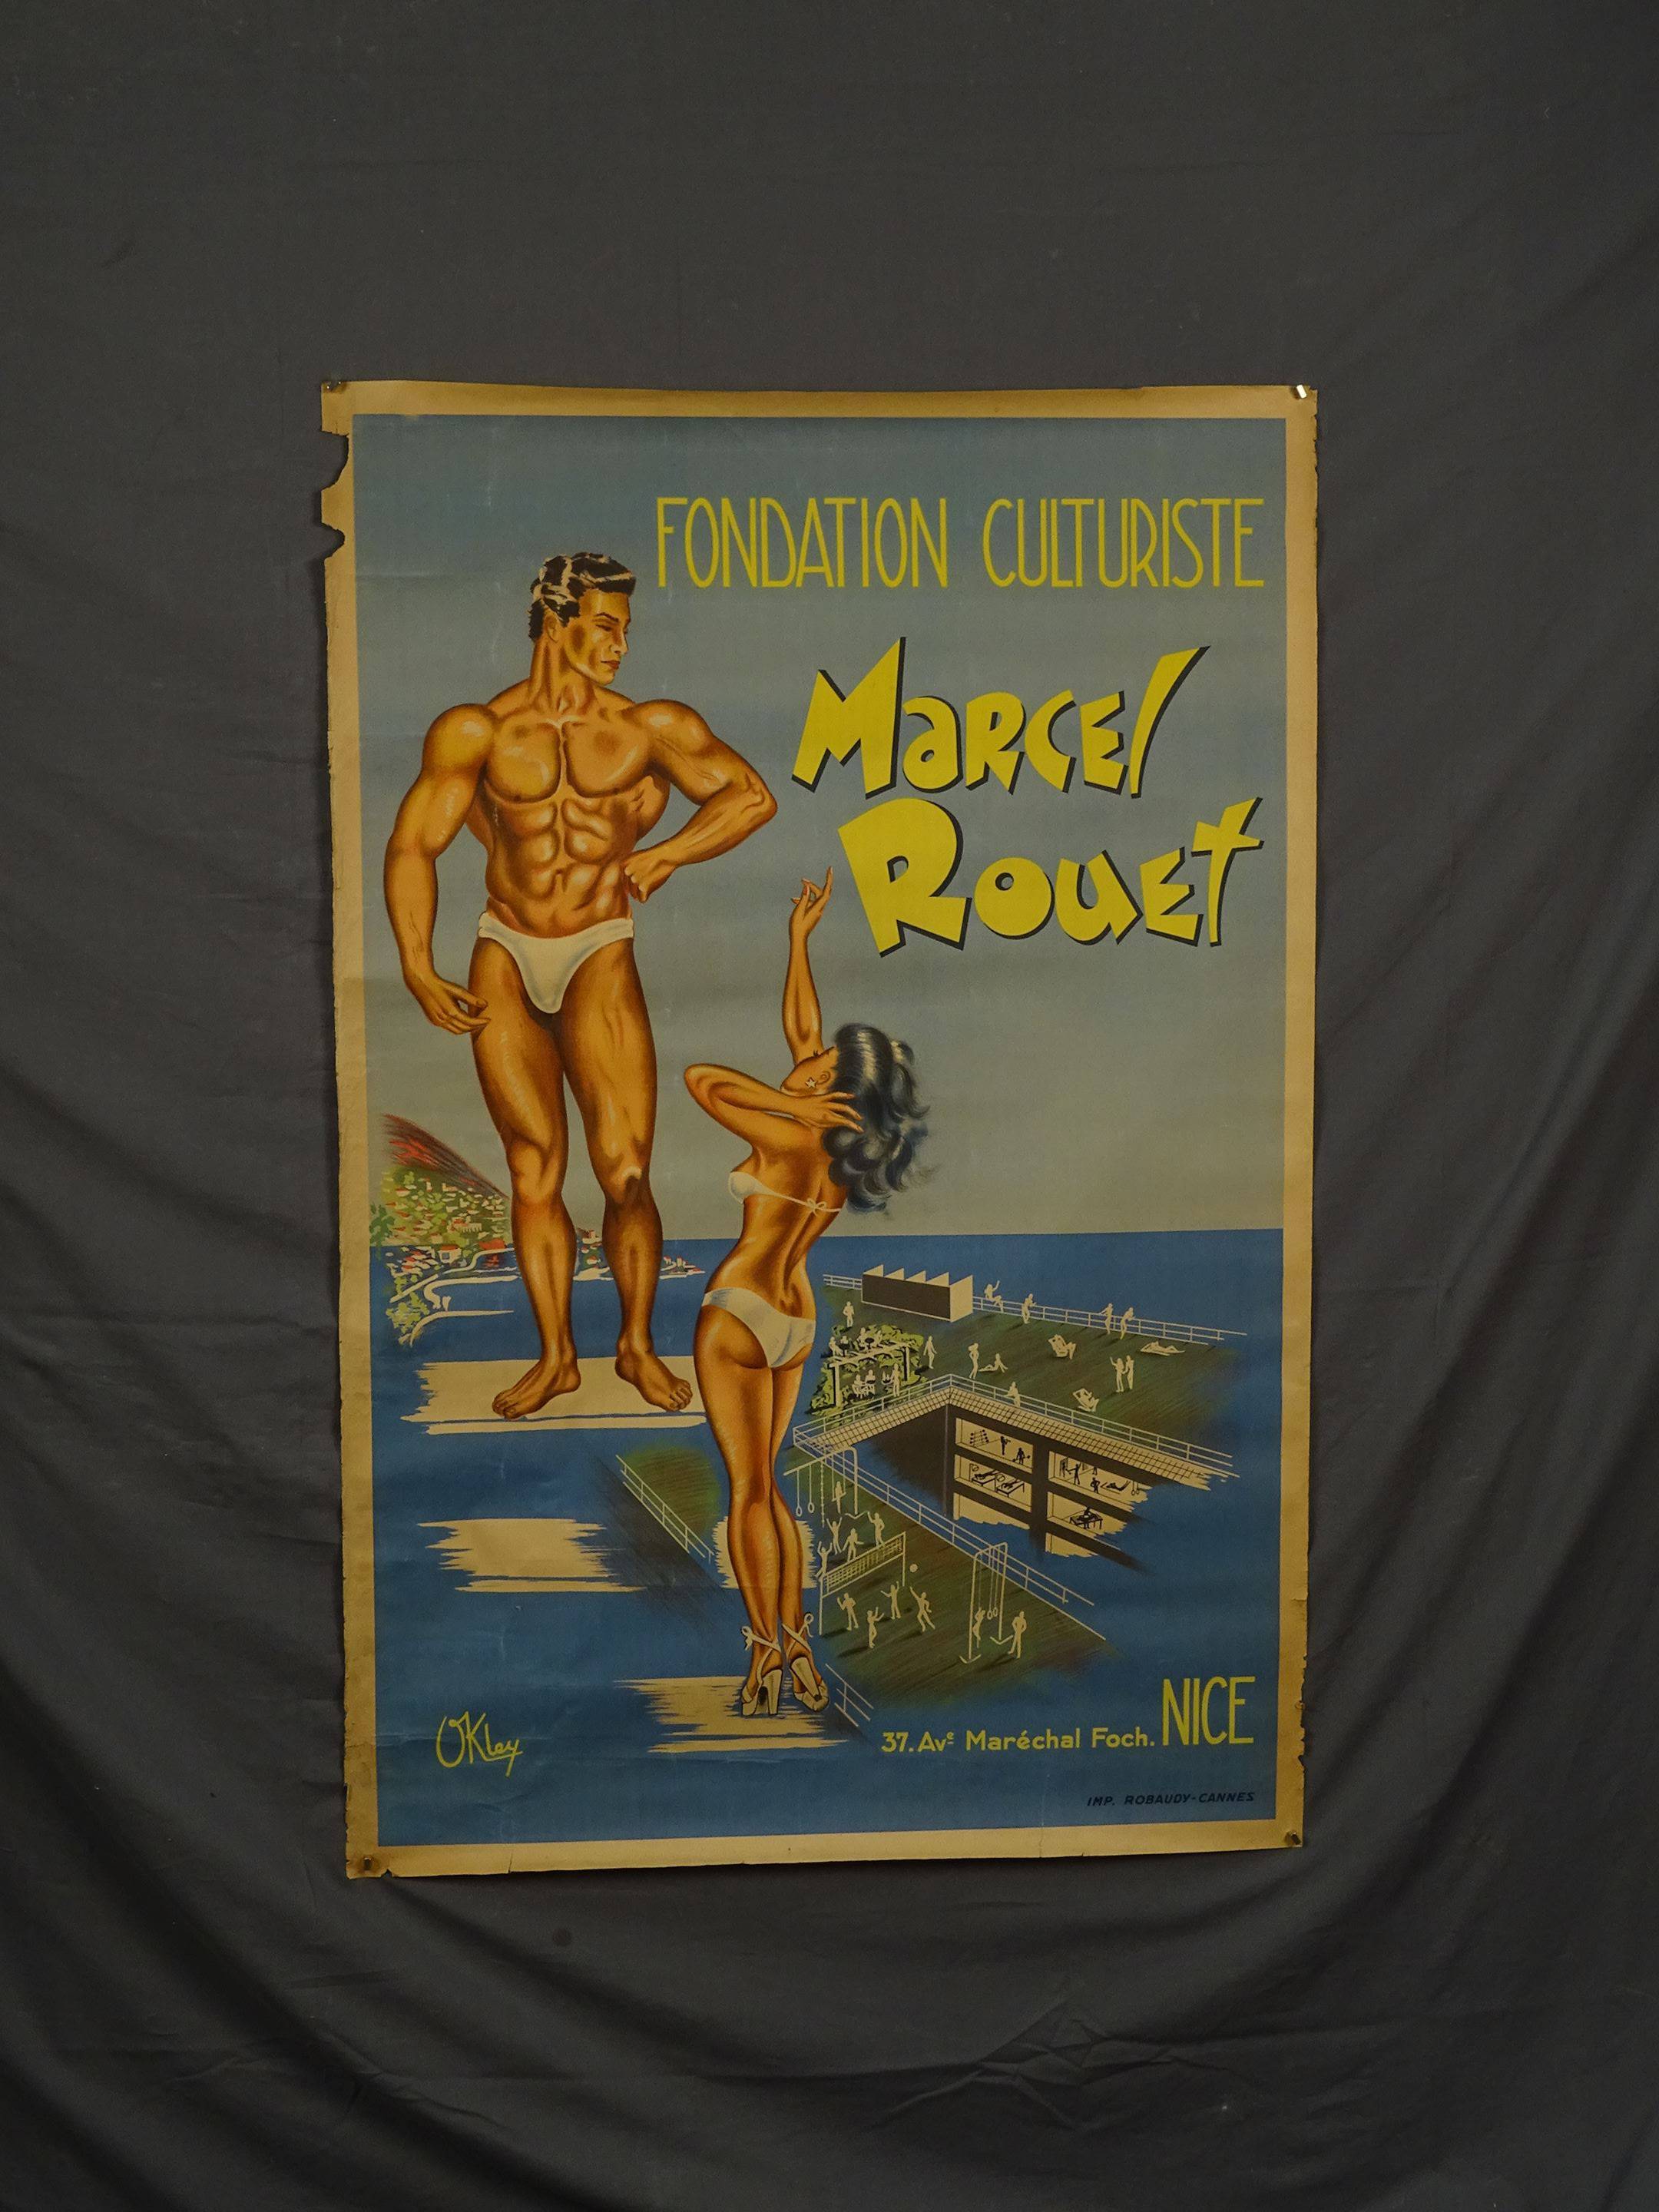 FONDATION CULTURISTE
Marcel
Rouet
OKley
37. Ave Maréchal Foch. NICE
IMP. ROBAUDY-CANNES